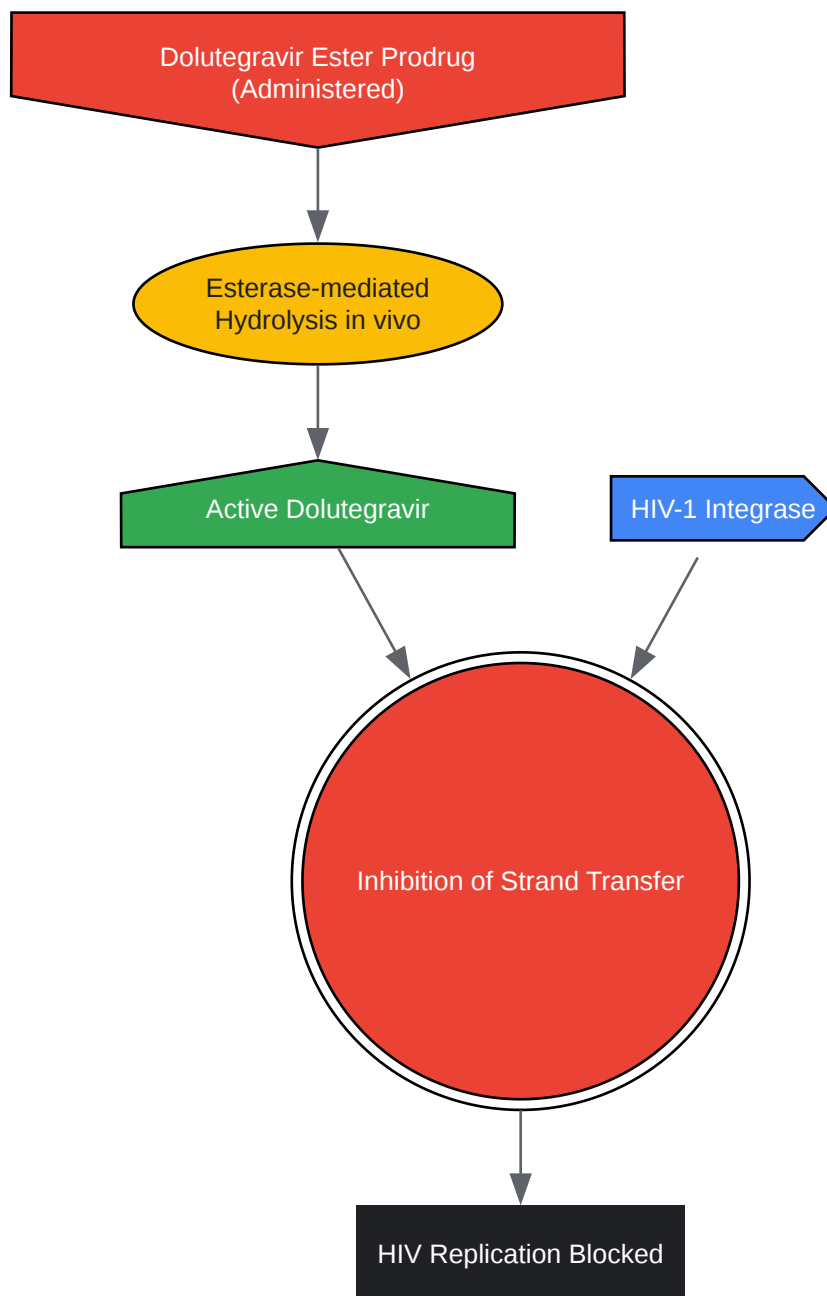 Dolutegravir Ester Prodrug
(Administered)
Esterase-mediated
Hydrolysis in vivo
Active Dolutegravir
HIV-1 Integrase
Inhibition of Strand Transfer
HIV Replication Blocked